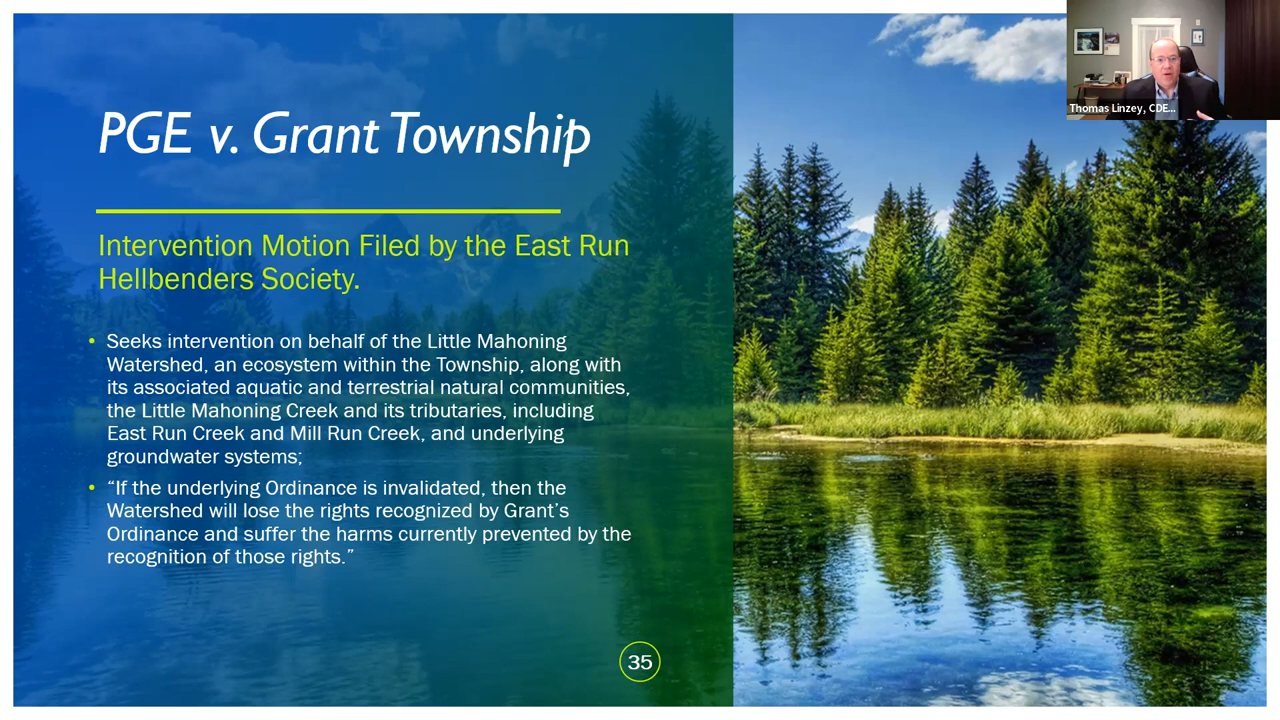 Thomas Linzey, CDE...
PGE v. Grant Township
Intervention Motion Filed by the East Run
Hellbenders Society.
• Seeks intervention on behalf of the Little Mahoning
Watershed, an ecosystem within the Township, along with
its associated aquatic and terrestrial natural communities,
the Little Mahoning Creek and its tributaries, including
East Run Creek and Mill Run Creek, and underlying
groundwater systems;
• “If the underlying Ordinance is invalidated, then the
Watershed will lose the rights recognized by Grant’s
Ordinance and suffer the harms currently prevented by the
recognition of those rights.”
35